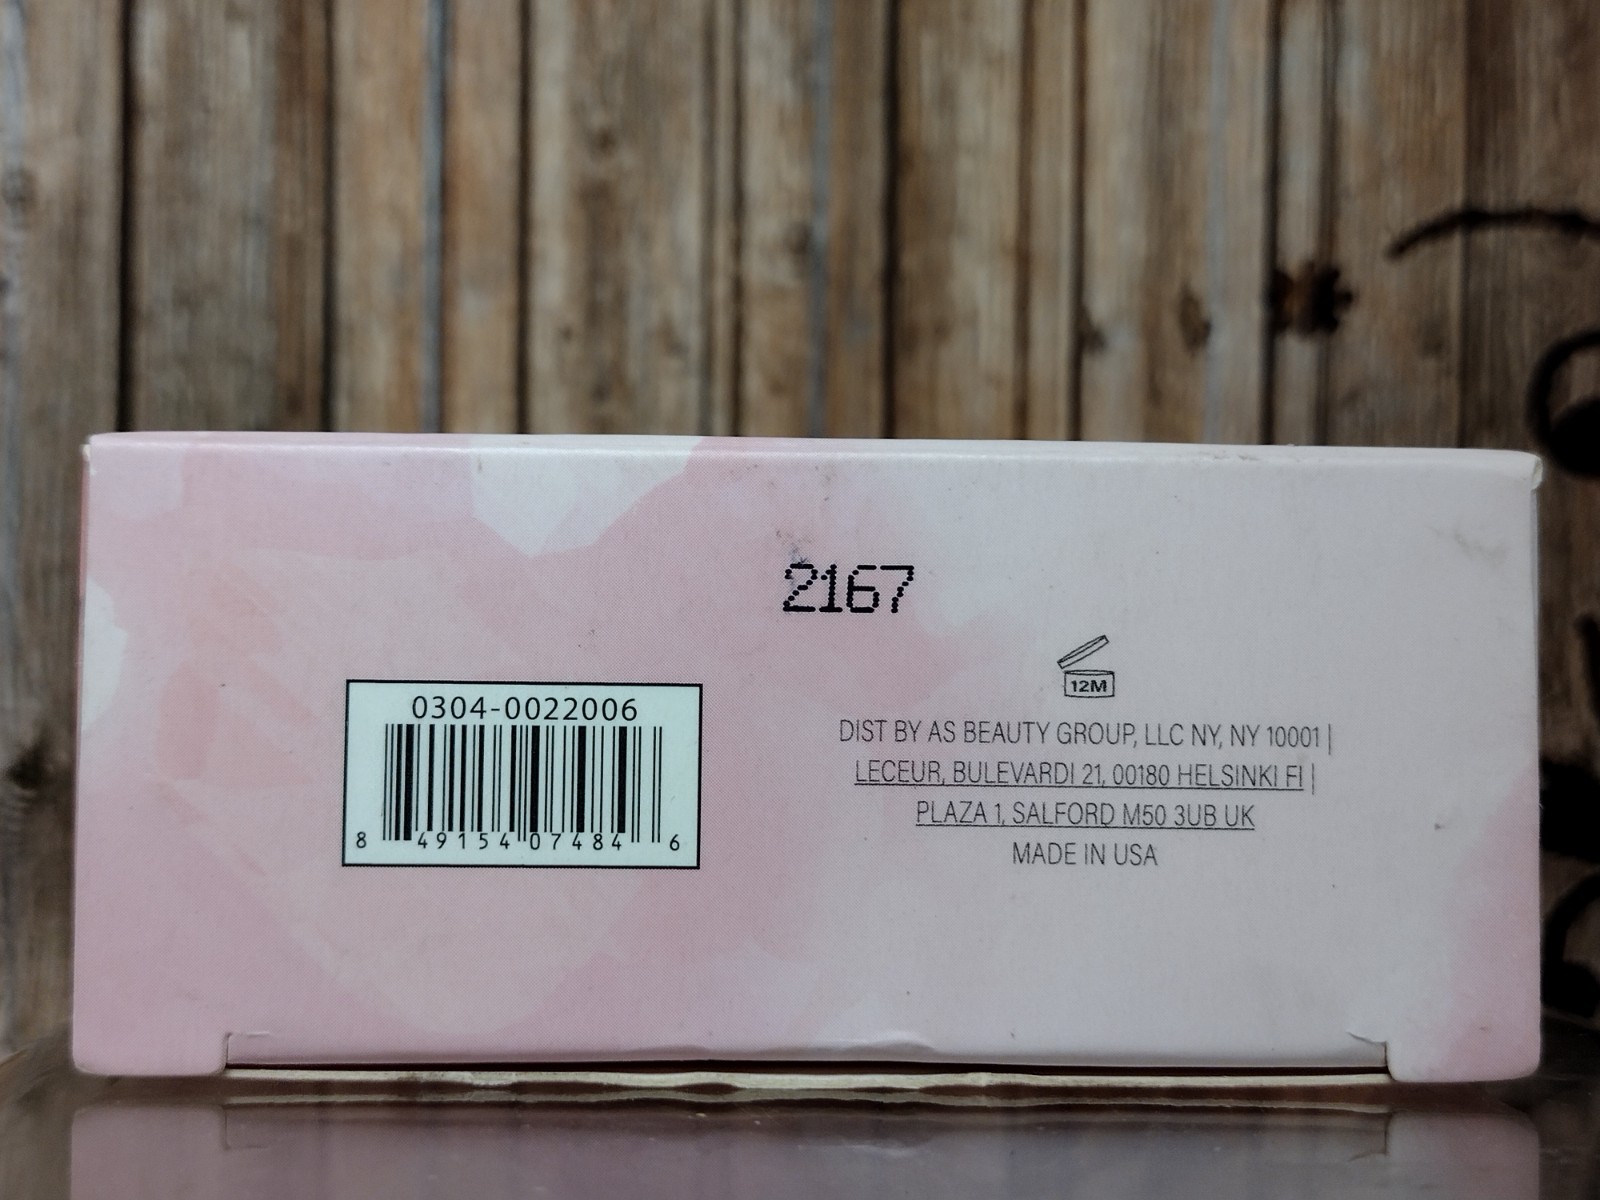 2167
12M
0304-0022006
8 49154 07484 6
DIST BY AS BEAUTY GROUP, LLC NY, NY 10001 |
LECEUR, BULEVARDI 21, 00180 HELSINKI FI |
PLAZA 1, SALFORD M50 3UB UK
MADE IN USA